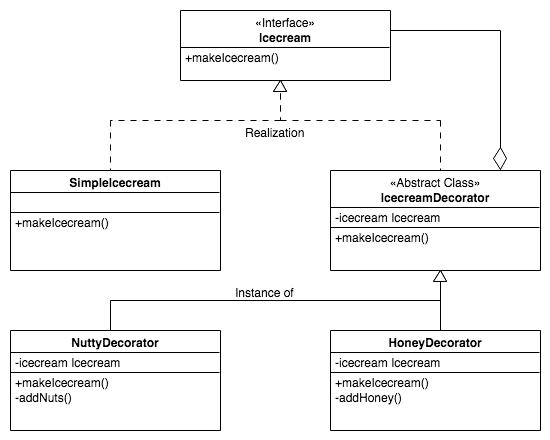 «Interface»
Icecream
+makeIcecream()
Realization
SimpleIcecream
+makeIcecream()
«Abstract Class»
IcecreamDecorator
-icecream Icecream
+makeIcecream()
Instance of
NuttyDecorator
-icecream Icecream
+makeIcecream()
-addNuts()
HoneyDecorator
-icecream Icecream
+makeIcecream()
-addHoney()